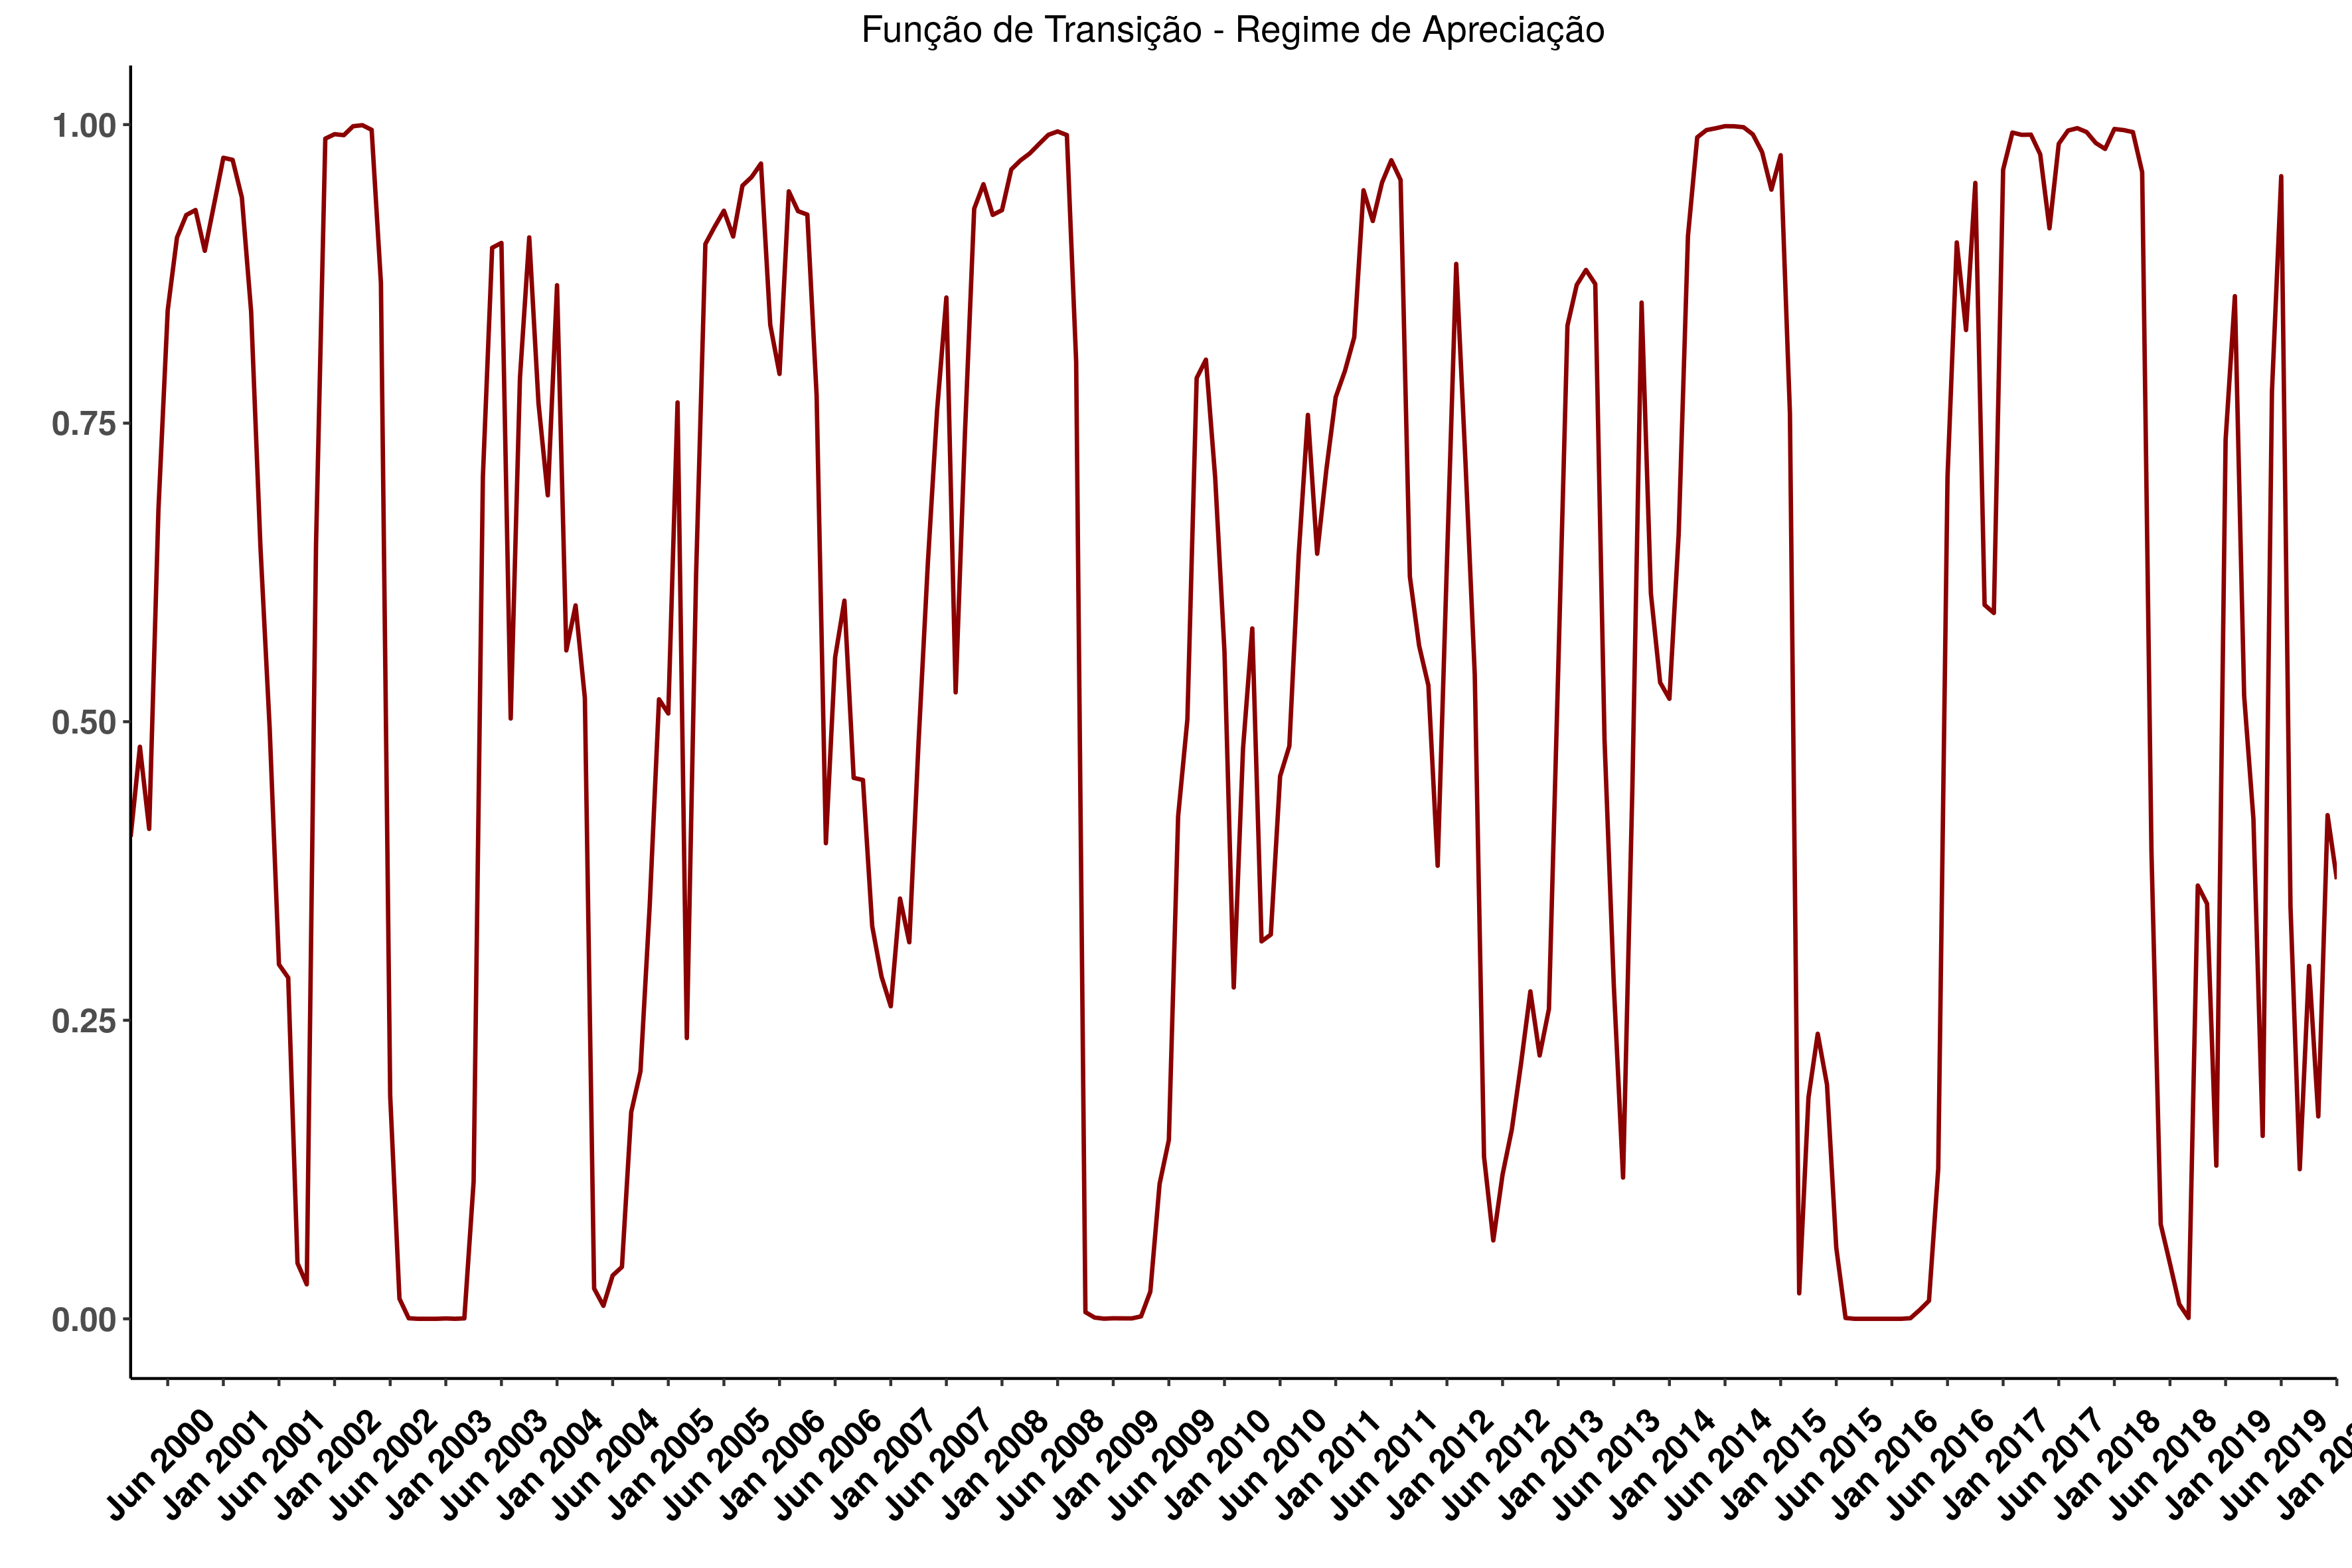 Função de Transição - Regime de Apreciação
1.00
0.75
0.50
0.25
0.00
Jun 2000
Jan 2001
Jun 2001
Jan 2002
Jun 2002
Jan 2003
Jun 2003
Jan 2004
Jun 2004
Jan 2005
Jun 2005
Jan 2006
Jun 2006
Jan 2007
Jun 2007
Jan 2008
Jun 2008
Jan 2009
Jun 2009
Jan 2010
Jun 2010
Jan 2011
Jun 2011
Jan 2012
Jun 2012
Jan 2013
Jun 2013
Jan 2014
Jun 2014
Jan 2015
Jun 2015
Jan 2016
Jun 2016
Jan 2017
Jun 2017
Jan 2018
Jun 2018
Jan 2019
Jun 2019
Jan